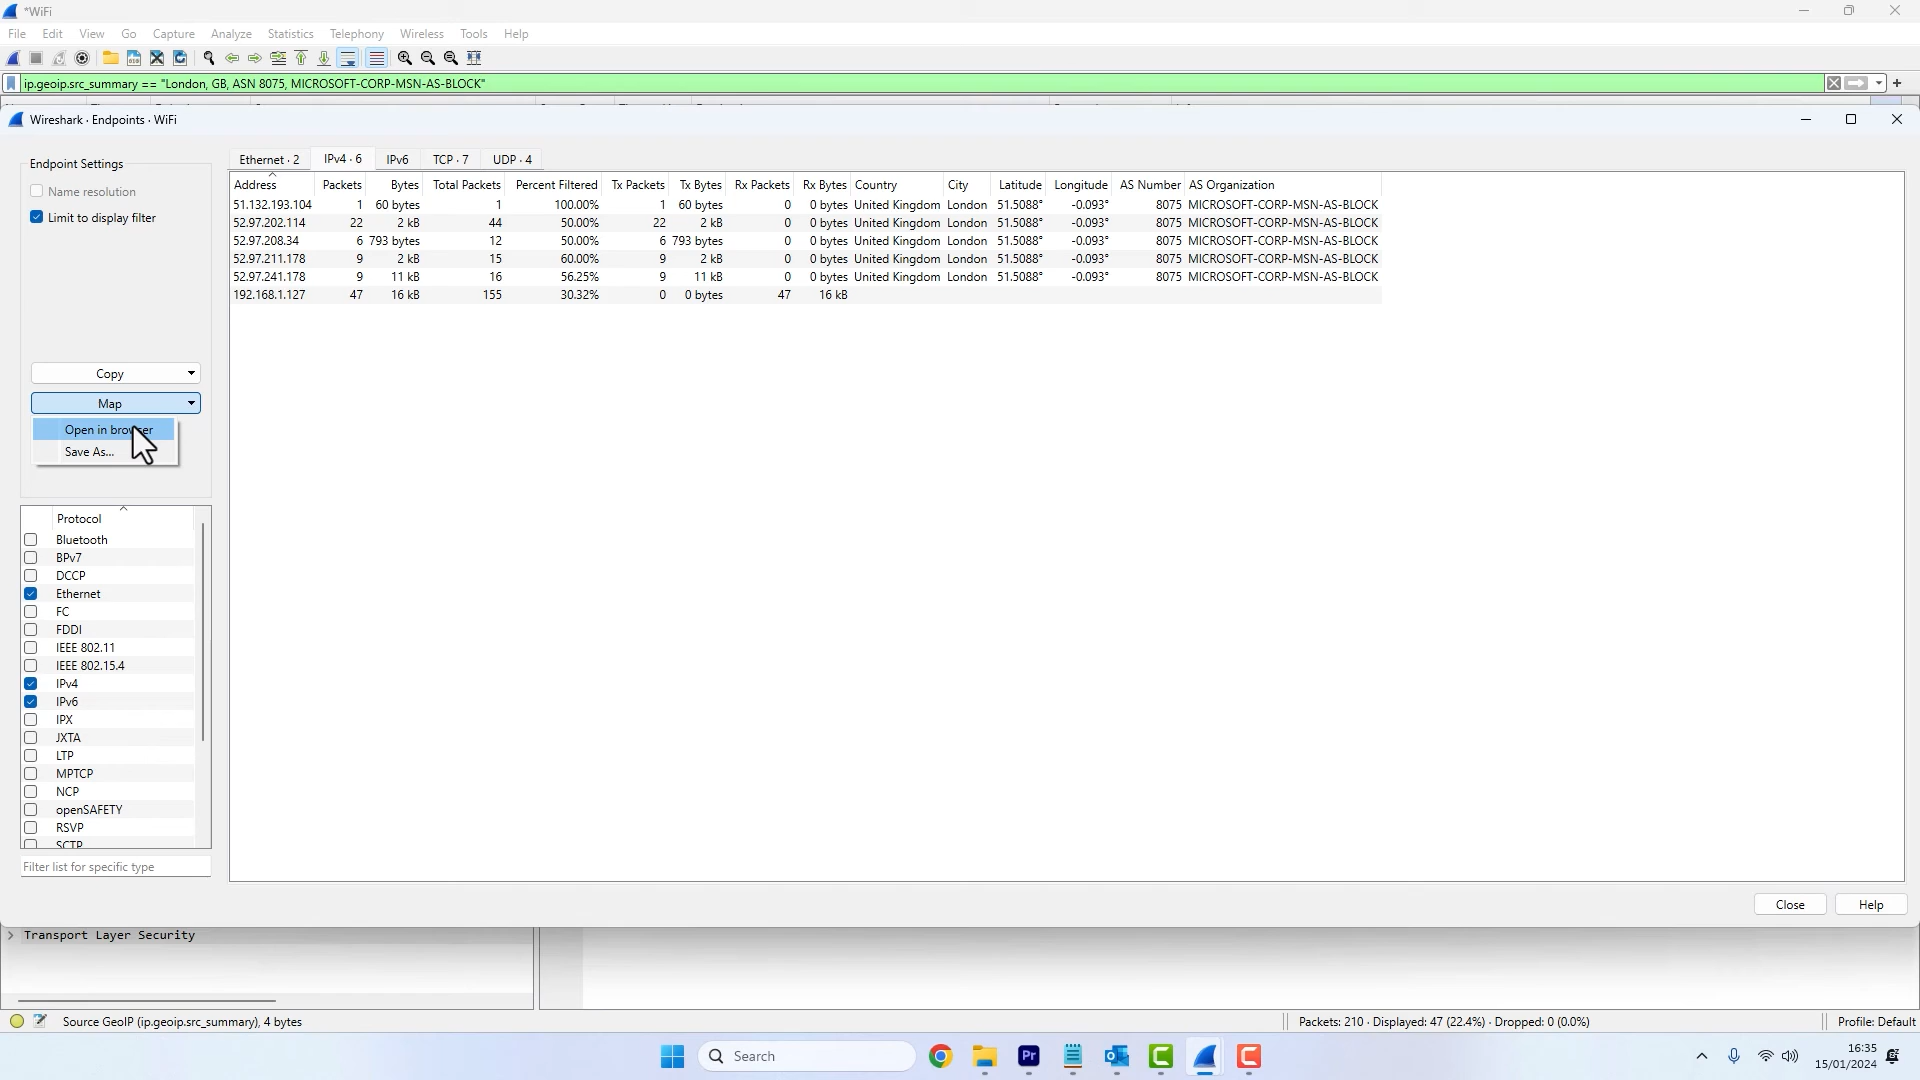 *WiFi
File Edit View Go Capture Analyze Statistics Telephony Wireless Tools Help
ip.geoip.src_summary == "London, GB, ASN 8075, MICROSOFT-CORP-MSN-AS-BLOCK"
Wireshark · Endpoints · WiFi
Endpoint Settings
Name resolution
Limit to display filter
Copy
Map
Open in browser
Save As...
Protocol
Bluetooth
BPv7
DCCP
Ethernet
FC
FDDI
IEEE 802.11
IEEE 802.15.4
IPv4
IPv6
IPX
JXTA
LTP
MPTCP
NCP
openSAFETY
RSVP
SCTP
Filter list for specific type
Ethernet · 2 IPv4 · 6 IPv6 TCP · 7 UDP · 4
Address Packets Bytes Total Packets Percent Filtered Tx Packets Tx Bytes Rx Packets Rx Bytes Country City Latitude Longitude AS Number AS Organization
51.132.193.104 1 60 bytes 1 100.00% 1 60 bytes 0 0 bytes United Kingdom London 51.5088° -0.093° 8075 MICROSOFT-CORP-MSN-AS-BLOCK
52.97.202.114 22 2 kB 44 50.00% 22 2 kB 0 0 bytes United Kingdom London 51.5088° -0.093° 8075 MICROSOFT-CORP-MSN-AS-BLOCK
52.97.208.34 6 793 bytes 12 50.00% 6 793 bytes 0 0 bytes United Kingdom London 51.5088° -0.093° 8075 MICROSOFT-CORP-MSN-AS-BLOCK
52.97.211.178 9 2 kB 15 60.00% 9 2 kB 0 0 bytes United Kingdom London 51.5088° -0.093° 8075 MICROSOFT-CORP-MSN-AS-BLOCK
52.97.241.178 9 11 kB 16 56.25% 9 11 kB 0 0 bytes United Kingdom London 51.5088° -0.093° 8075 MICROSOFT-CORP-MSN-AS-BLOCK
192.168.1.127 47 16 kB 155 30.32% 0 0 bytes 47 16 kB
Close Help
Transport Layer Security
Source GeoIP (ip.geoip.src_summary), 4 bytes Packets: 210 · Displayed: 47 (22.4%) · Dropped: 0 (0.0%) Profile: Default
Search
Pr
16:35
15/01/2024